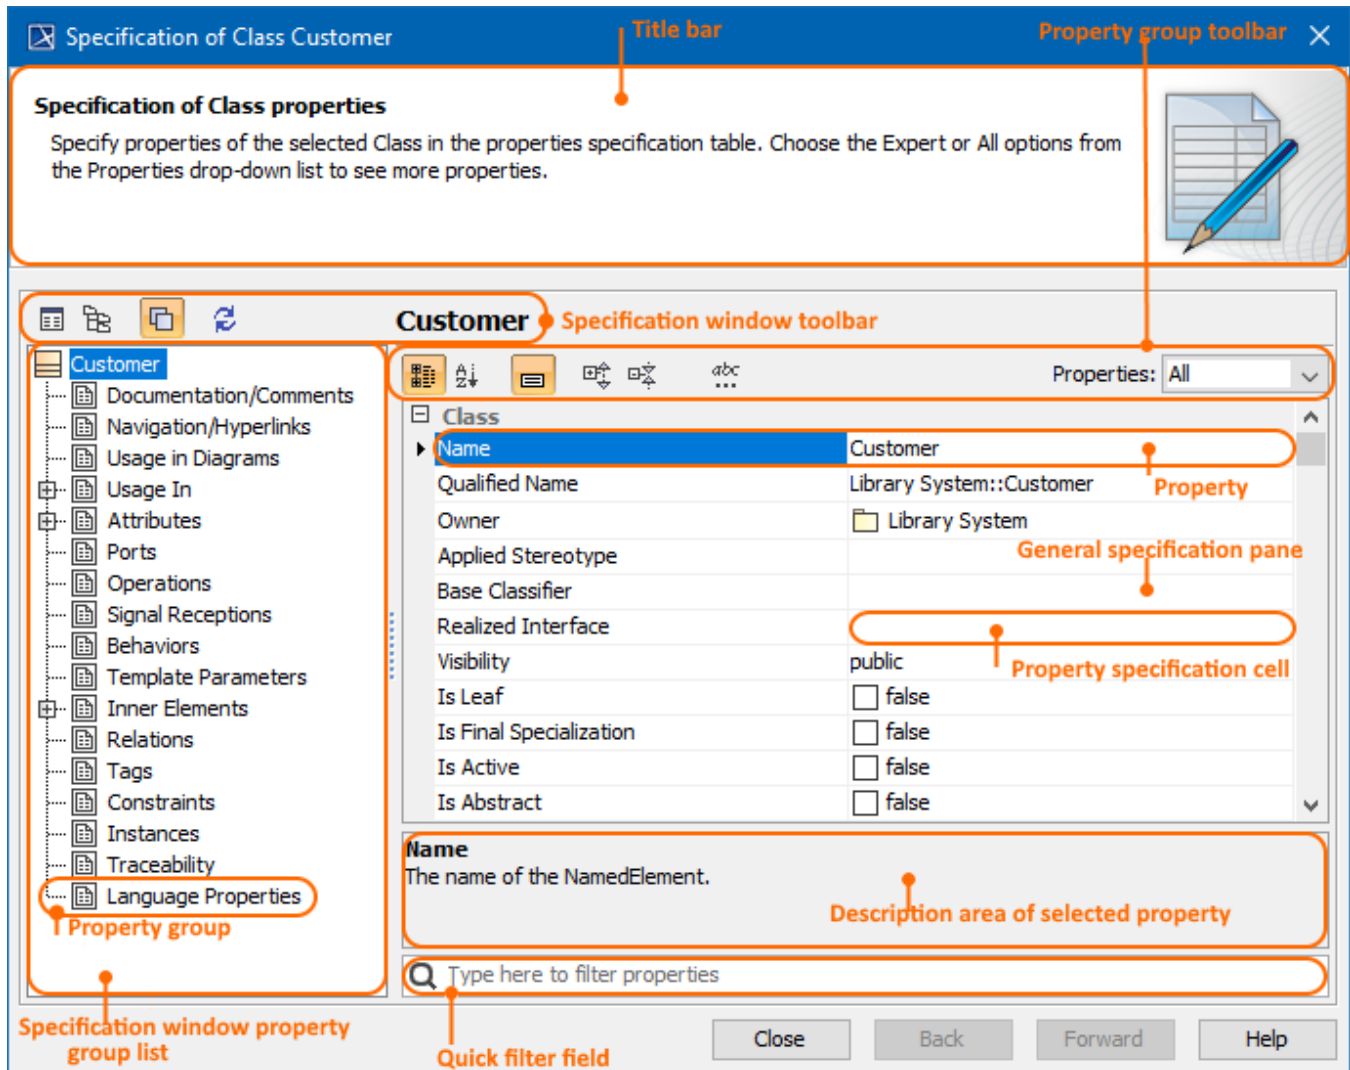 Specification of Class Customer
Title bar
Property group toolbar
Specification of Class properties
Specify properties of the selected Class in the properties specification table. Choose the Expert or All options from
the Properties drop-down list to see more properties.
Customer
Specification window toolbar
Customer
Documentation/Comments
Navigation/Hyperlinks
Usage in Diagrams
Usage In
Attributes
Ports
Operations
Signal Receptions
Behaviors
Template Parameters
Inner Elements
Relations
Tags
Constraints
Instances
Traceability
Language Properties
Property group
Specification window property
group list
A
Z
abc
Properties: All
Class
Name Customer
Qualified Name Library System::Customer
Property
Owner Library System
General specification pane
Applied Stereotype
Base Classifier
Realized Interface
Visibility public
Property specification cell
Is Leaf false
Is Final Specialization false
Is Active false
Is Abstract false
Name
The name of the NamedElement.
Description area of selected property
Type here to filter properties
Quick filter field
Close Back Forward Help